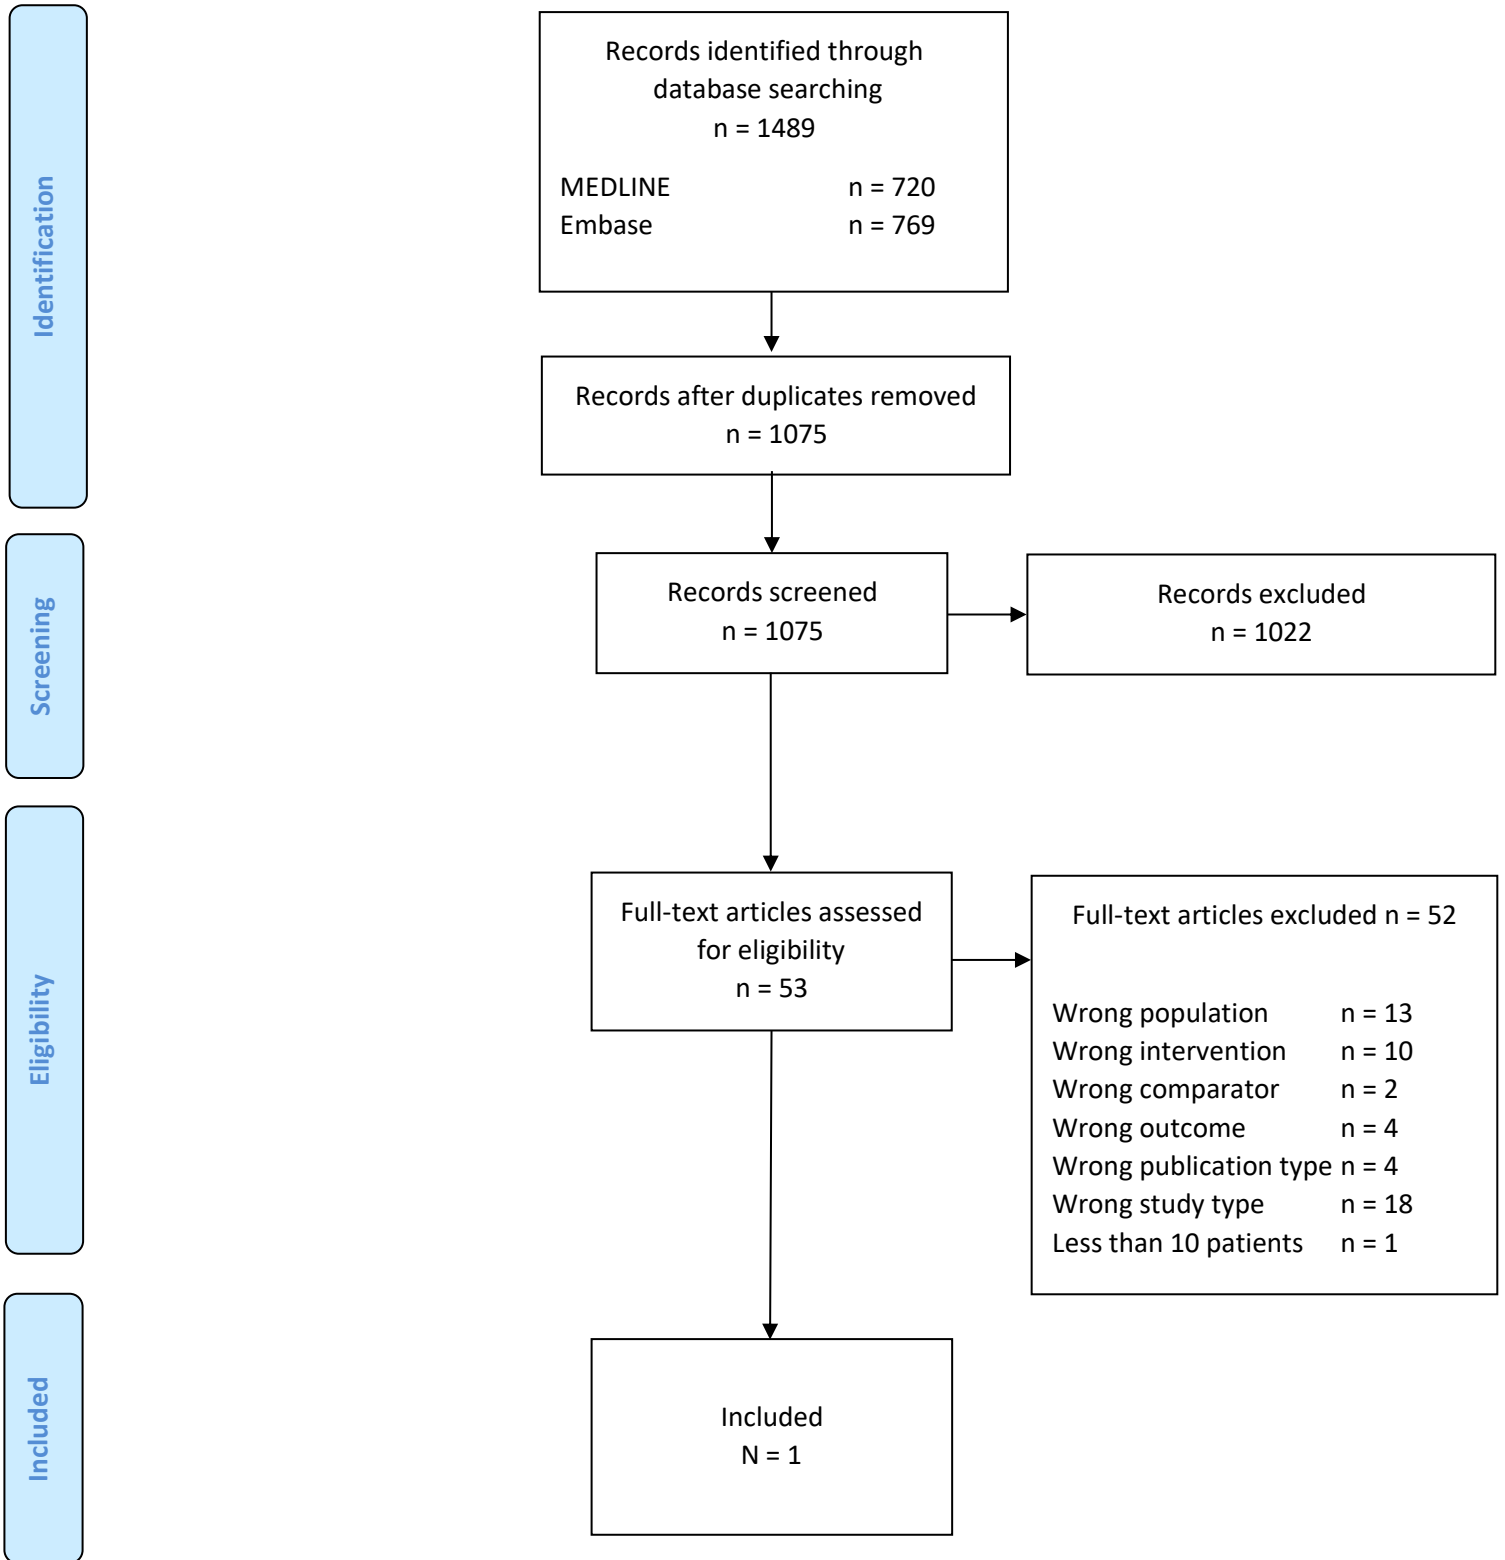 Identification
Records identified through
database searching
n = 1489
MEDLINE n = 720
Embase n = 769
Records after duplicates removed
n = 1075
Screening
Records screened
n = 1075
Records excluded
n = 1022
Eligibility
Full-text articles assessed
for eligibility
n = 53
Full-text articles excluded n = 52
Wrong population n = 13
Wrong intervention n = 10
Wrong comparator n = 2
Wrong outcome n = 4
Wrong publication type n = 4
Wrong study type n = 18
Less than 10 patients n = 1
Included
Included
N = 1